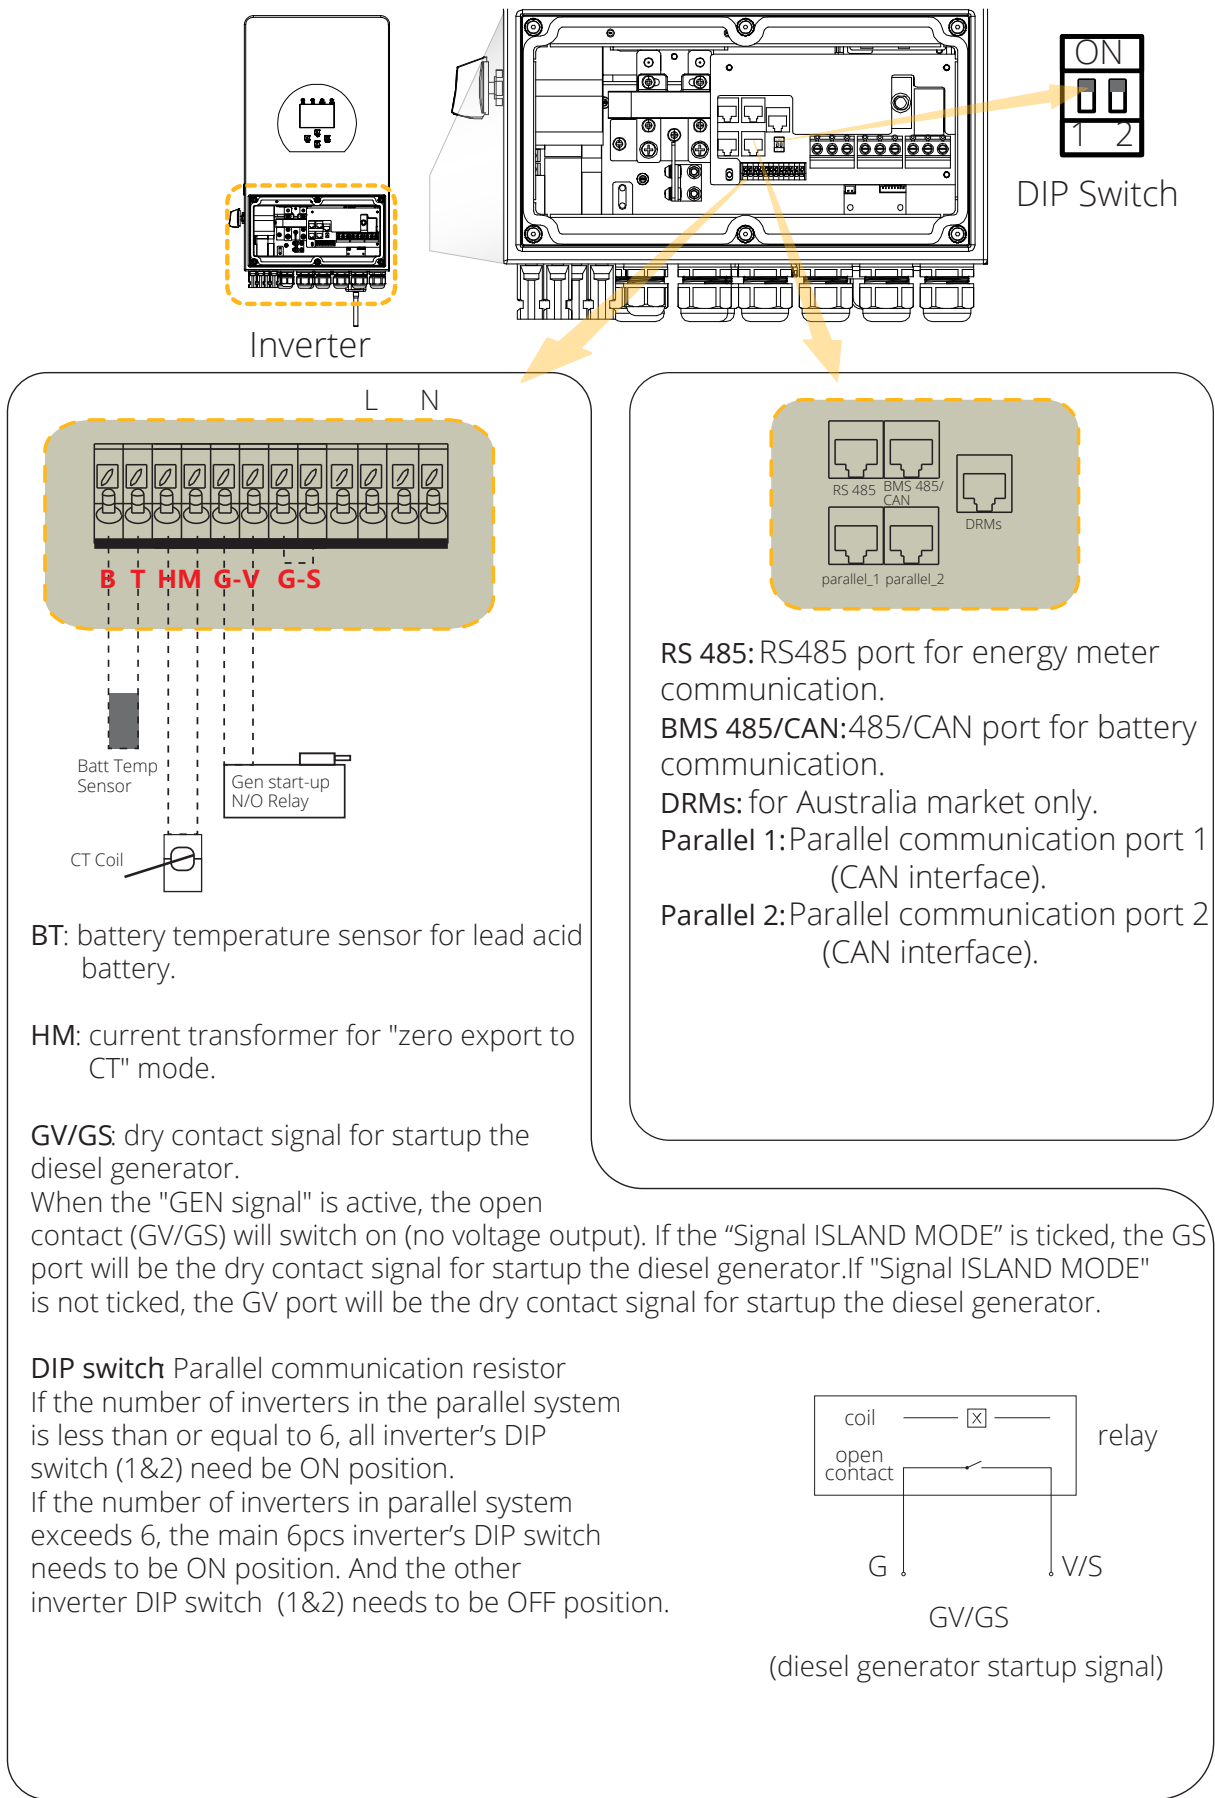 ON
1 2
DIP Switch
Inverter
L N
B T HM G-V G-S
Batt Temp
Sensor
Gen start-up
N/O Relay
CT Coil
RS 485
BMS 485/
CAN
DRMs
parallel_1 parallel_2
RS 485: RS485 port for energy meter
communication.
BMS 485/CAN: 485/CAN port for battery
communication.
DRMs: for Australia market only.
Parallel 1: Parallel communication port 1
(CAN interface).
Parallel 2: Parallel communication port 2
(CAN interface).
BT: battery temperature sensor for lead acid
battery.
HM: current transformer for "zero export to
CT" mode.
GV/GS: dry contact signal for startup the
diesel generator.
When the "GEN signal" is active, the open
contact (GV/GS) will switch on (no voltage output). If the “Signal ISLAND MODE” is ticked, the GS
port will be the dry contact signal for startup the diesel generator.If "Signal ISLAND MODE"
is not ticked, the GV port will be the dry contact signal for startup the diesel generator.
DIP switch: Parallel communication resistor
If the number of inverters in the parallel system
is less than or equal to 6, all inverter’s DIP
switch (1&2) need be ON position.
If the number of inverters in parallel system
exceeds 6, the main 6pcs inverter’s DIP switch
needs to be ON position. And the other
inverter DIP switch (1&2) needs to be OFF position.
coil
X
open
contact
relay
G
V/S
GV/GS
(diesel generator startup signal)